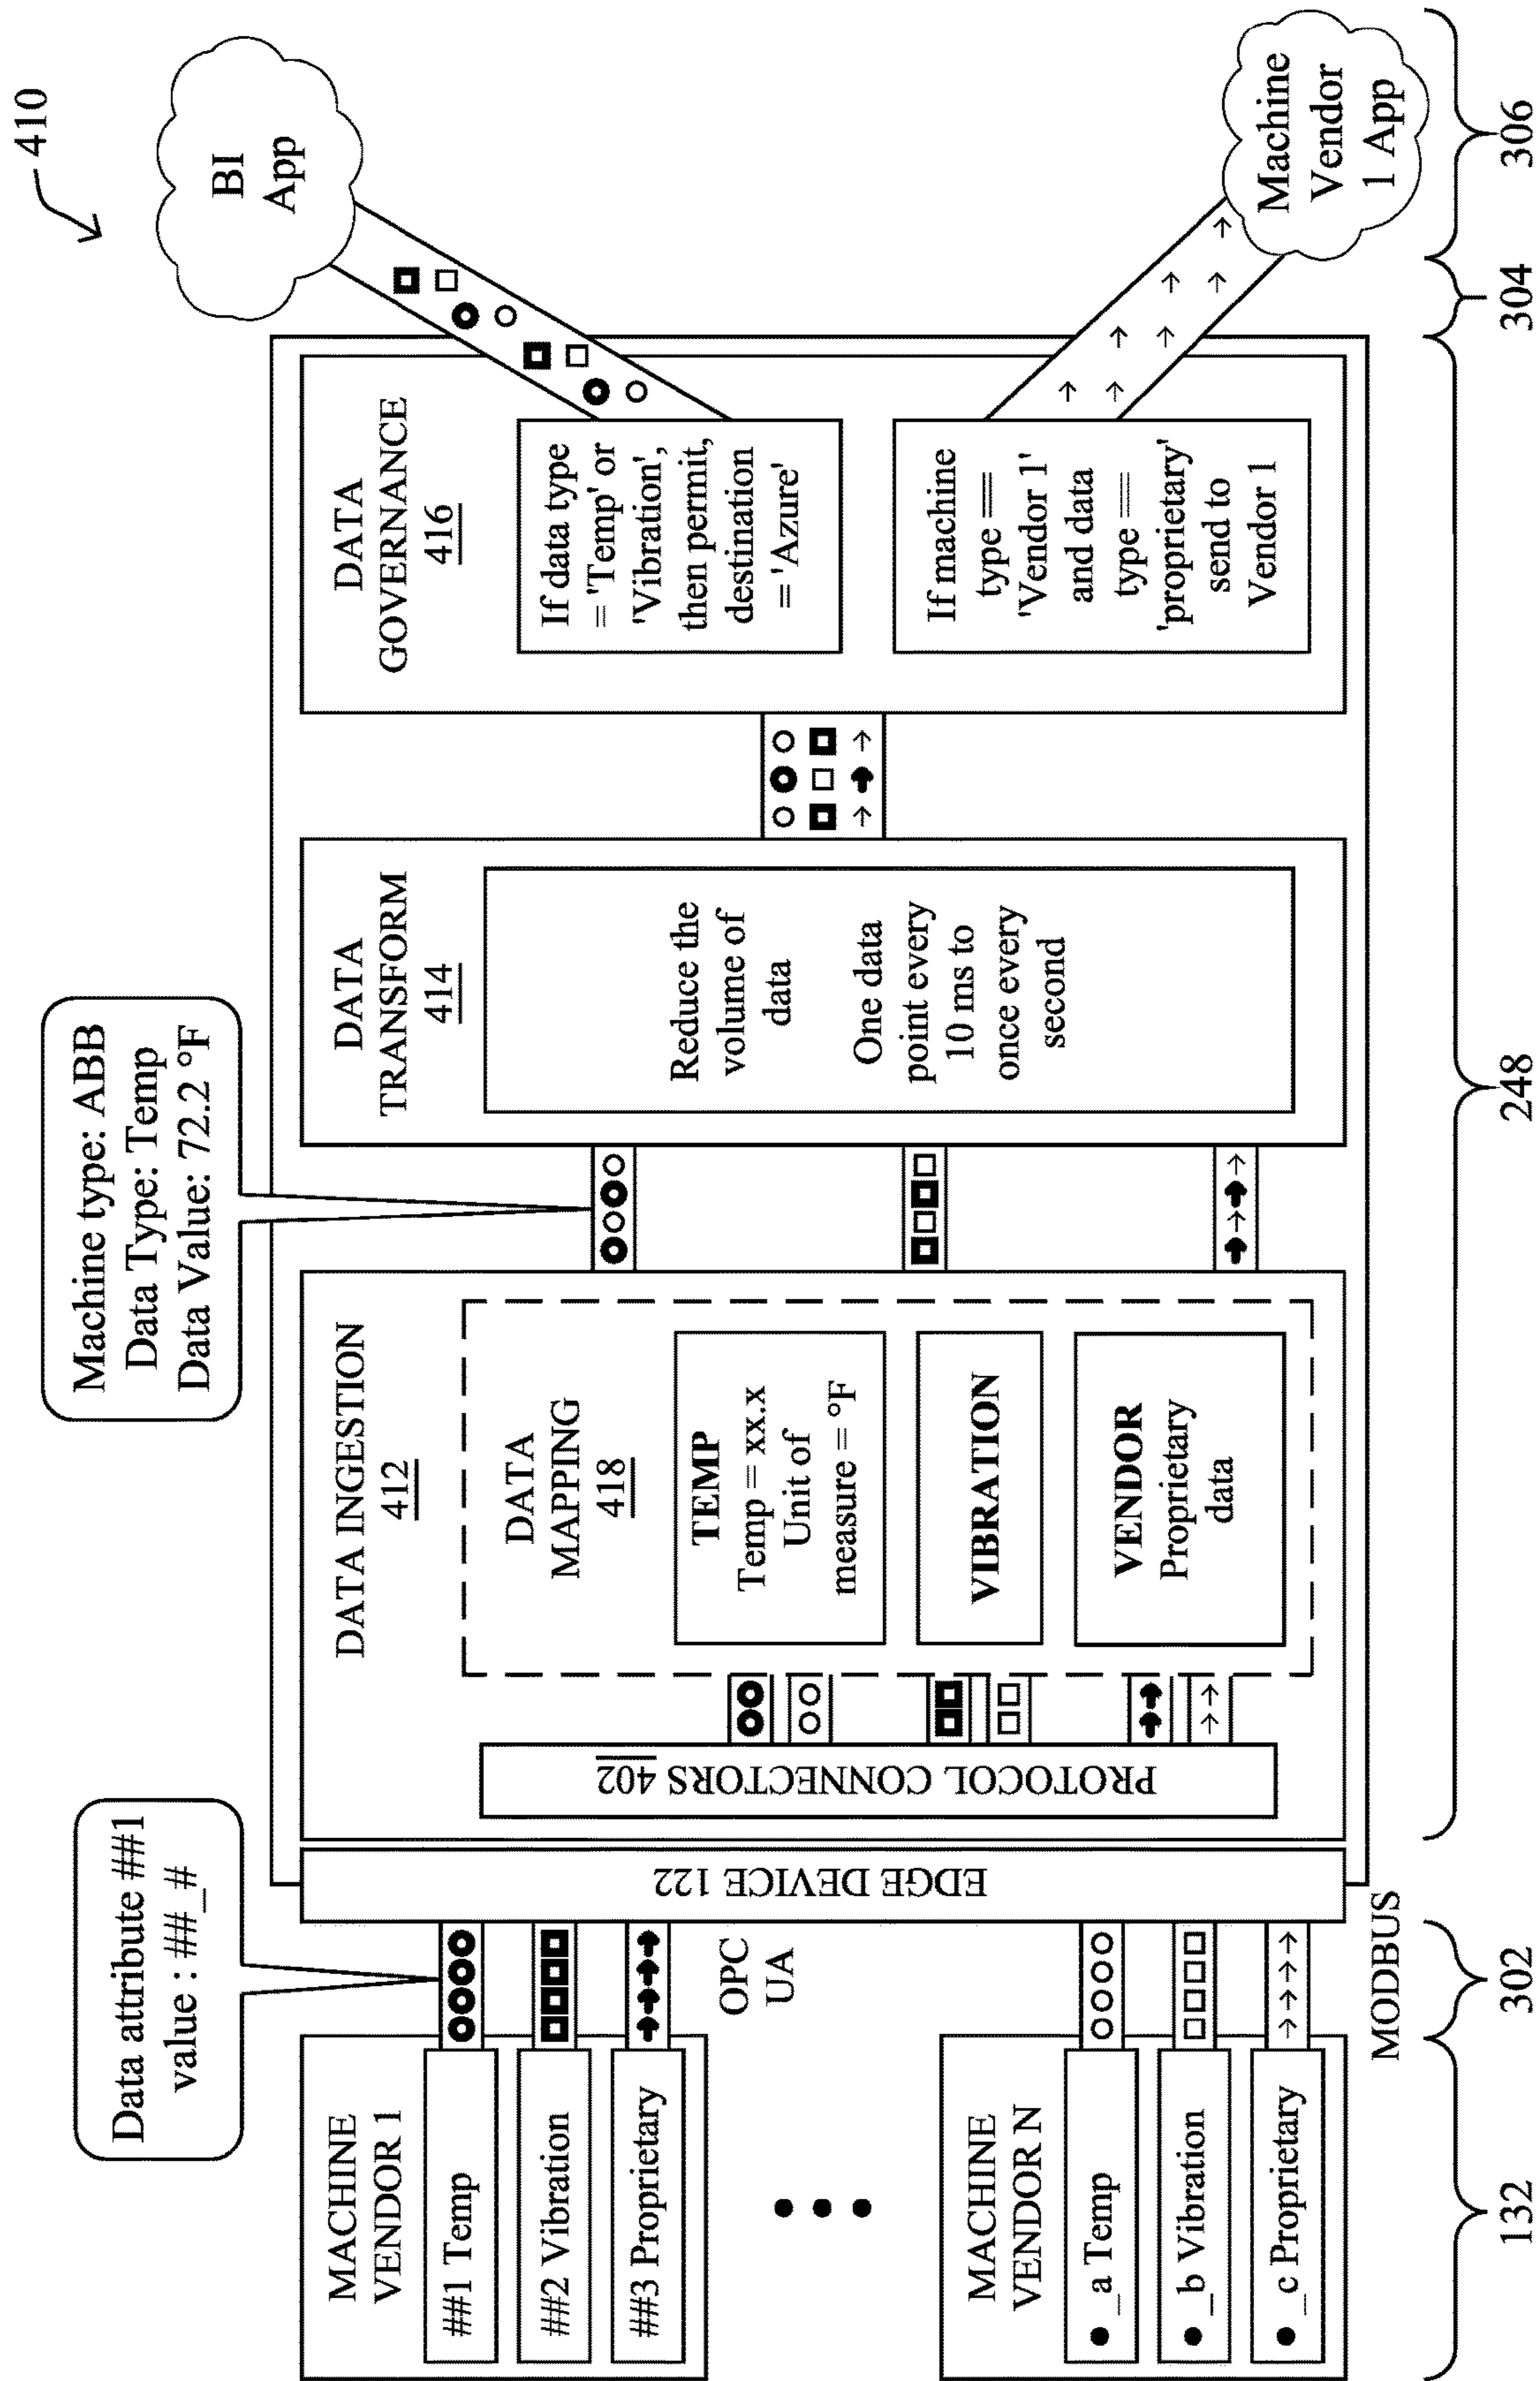 410
Data attribute ##1
value : ##_#
Machine type: ABB
Data Type: Temp
Data Value: 72.2 °F
MACHINE
VENDOR 1
##1 Temp
##2 Vibration
##3 Proprietary
OPC
UA
MACHINE
VENDOR N
● _a Temp
● _b Vibration
● _c Proprietary
MODBUS
EDGE DEVICE 122
DATA INGESTION
412
PROTOCOL CONNECTORS 402
DATA
MAPPING
418
TEMP
Temp = xx.x
Unit of
measure = °F
VIBRATION
VENDOR
Proprietary
data
DATA
TRANSFORM
414
Reduce the
volume of
data
One data
point every
10 ms to
once every
second
DATA
GOVERNANCE
416
If data type
= 'Temp' or
'Vibration',
then permit,
destination
= 'Azure'
If machine
type ==
'Vendor 1'
and data
type ==
'proprietary'
send to
Vendor 1
BI
App
Machine
Vendor
1 App
132
302
248
304
306